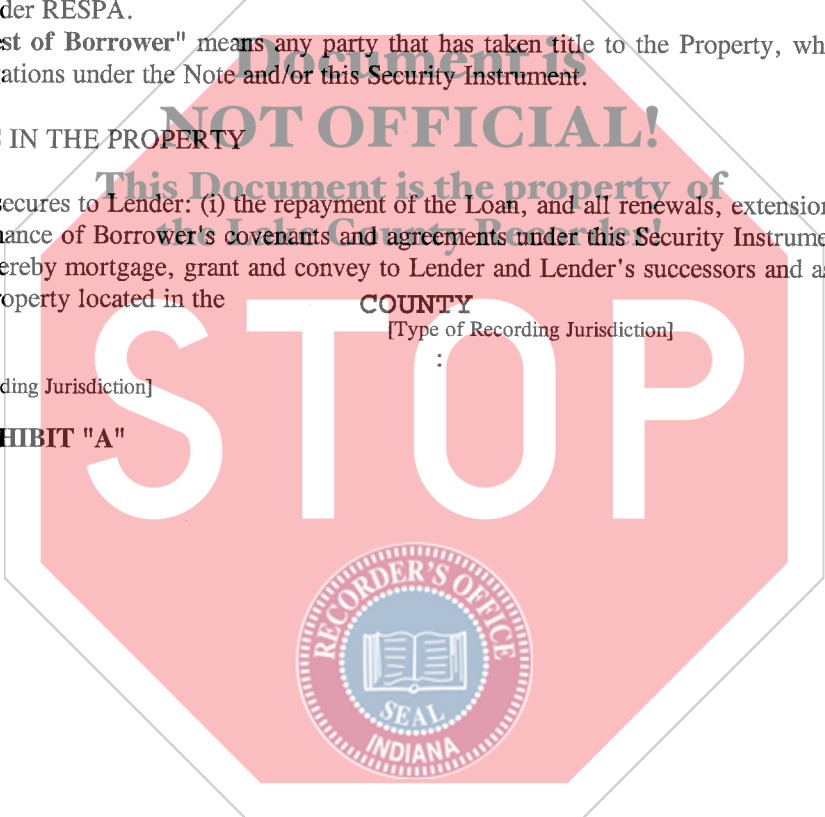 der RESPA.
st of Borrower" means any party that has taken title to the Property, wh
ations under the Note and/or this Security Instrument.
Document is
NOT OFFICIAL!
IN THE PROPERTY
This Document is the property of
the Lake County Recorder!
secures to Lender: (i) the repayment of the Loan, and all renewals, extension
ance of Borrower's covenants and agreements under this Security Instrume
ereby mortgage, grant and convey to Lender and Lender's successors and as
operty located in the COUNTY
[Type of Recording Jurisdiction]
:
ding Jurisdiction]
HIBIT "A"
STOP
RECORDER'S OFFICE
SEAL
INDIANA